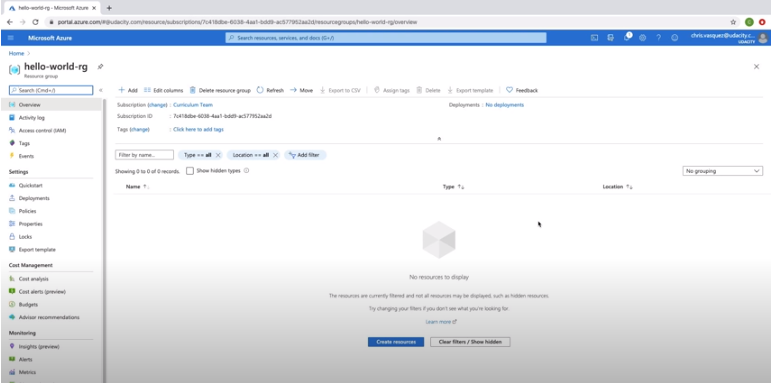 hello-world-rg - Microsoft Azure
portal.azure.com/#@udacity.com/resource/subscriptions/7c418dbe-6038-4aa1-bdd9-ac577952aa2d/resourcegroups/hello-world-rg/overview
Microsoft Azure
Search resources, services, and docs (G+/)
chris.vasquez@udacity.c...
UDACITY
Home
hello-world-rg
Resource group
Search (Cmd+/)
Add Edit columns Delete resource group Refresh Move Export to CSV Assign tags Delete Export template Feedback
Overview
Activity log
Access control (IAM)
Tags
Events
Settings
Quickstart
Deployments
Policies
Properties
Locks
Export template
Cost Management
Cost analysis
Cost alerts (preview)
Budgets
Advisor recommendations
Monitoring
Insights (preview)
Alerts
Metrics
Subscription (change) : Curriculum Team
Deployments : No deployments
Subscription ID : 7c418dbe-6038-4aa1-bdd9-ac577952aa2d
Tags (change) : Click here to add tags
Filter by name... Type == all Location == all Add filter
Showing 0 to 0 of 0 records. Show hidden types
No grouping
Name Type Location
No resources to display
The resources are currently filtered and not all resources may be displayed, such as hidden resources.
Try changing your filters if you don't see what you're looking for.
Learn more
Create resources Clear filters / Show hidden